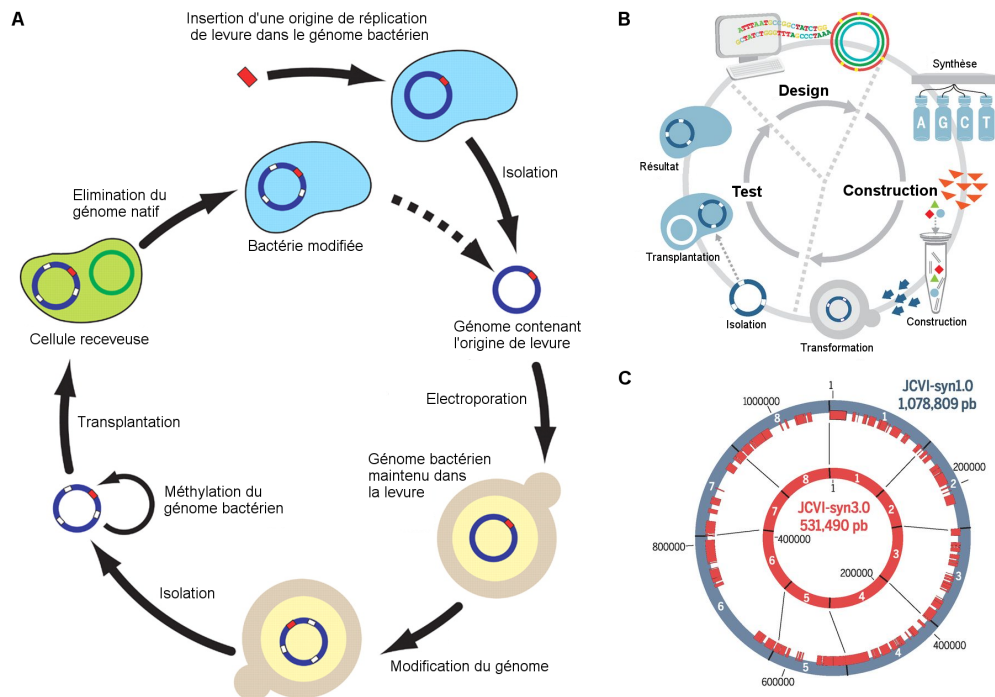 A
Insertion d'une origine de réplication
de levure dans le génome bactérien
Isolation
Elimination du
génome natif
Bactérie modifiée
Cellule receveuse
Génome contenant
l'origine de levure
Electroporation
Transplantation
Génome bactérien
maintenu dans
la levure
Méthylation du
génome bactérien
Isolation
Modification du génome
B
ATTTAATGCCGGCTATCTGG
GCTATCTGGGTTTAGCCCTAAA
Synthèse
Design
A G C T
Résultat
Test
Construction
Transplantation
Isolation
Construction
Transformation
C
JCVI-syn1.0
1,078,809 pb
1
1000000
200000
400000
600000
800000
1
2
3
4
5
6
7
8
JCVI-syn3.0
531,490 pb
1
200000
400000
1
2
3
4
5
6
7
8